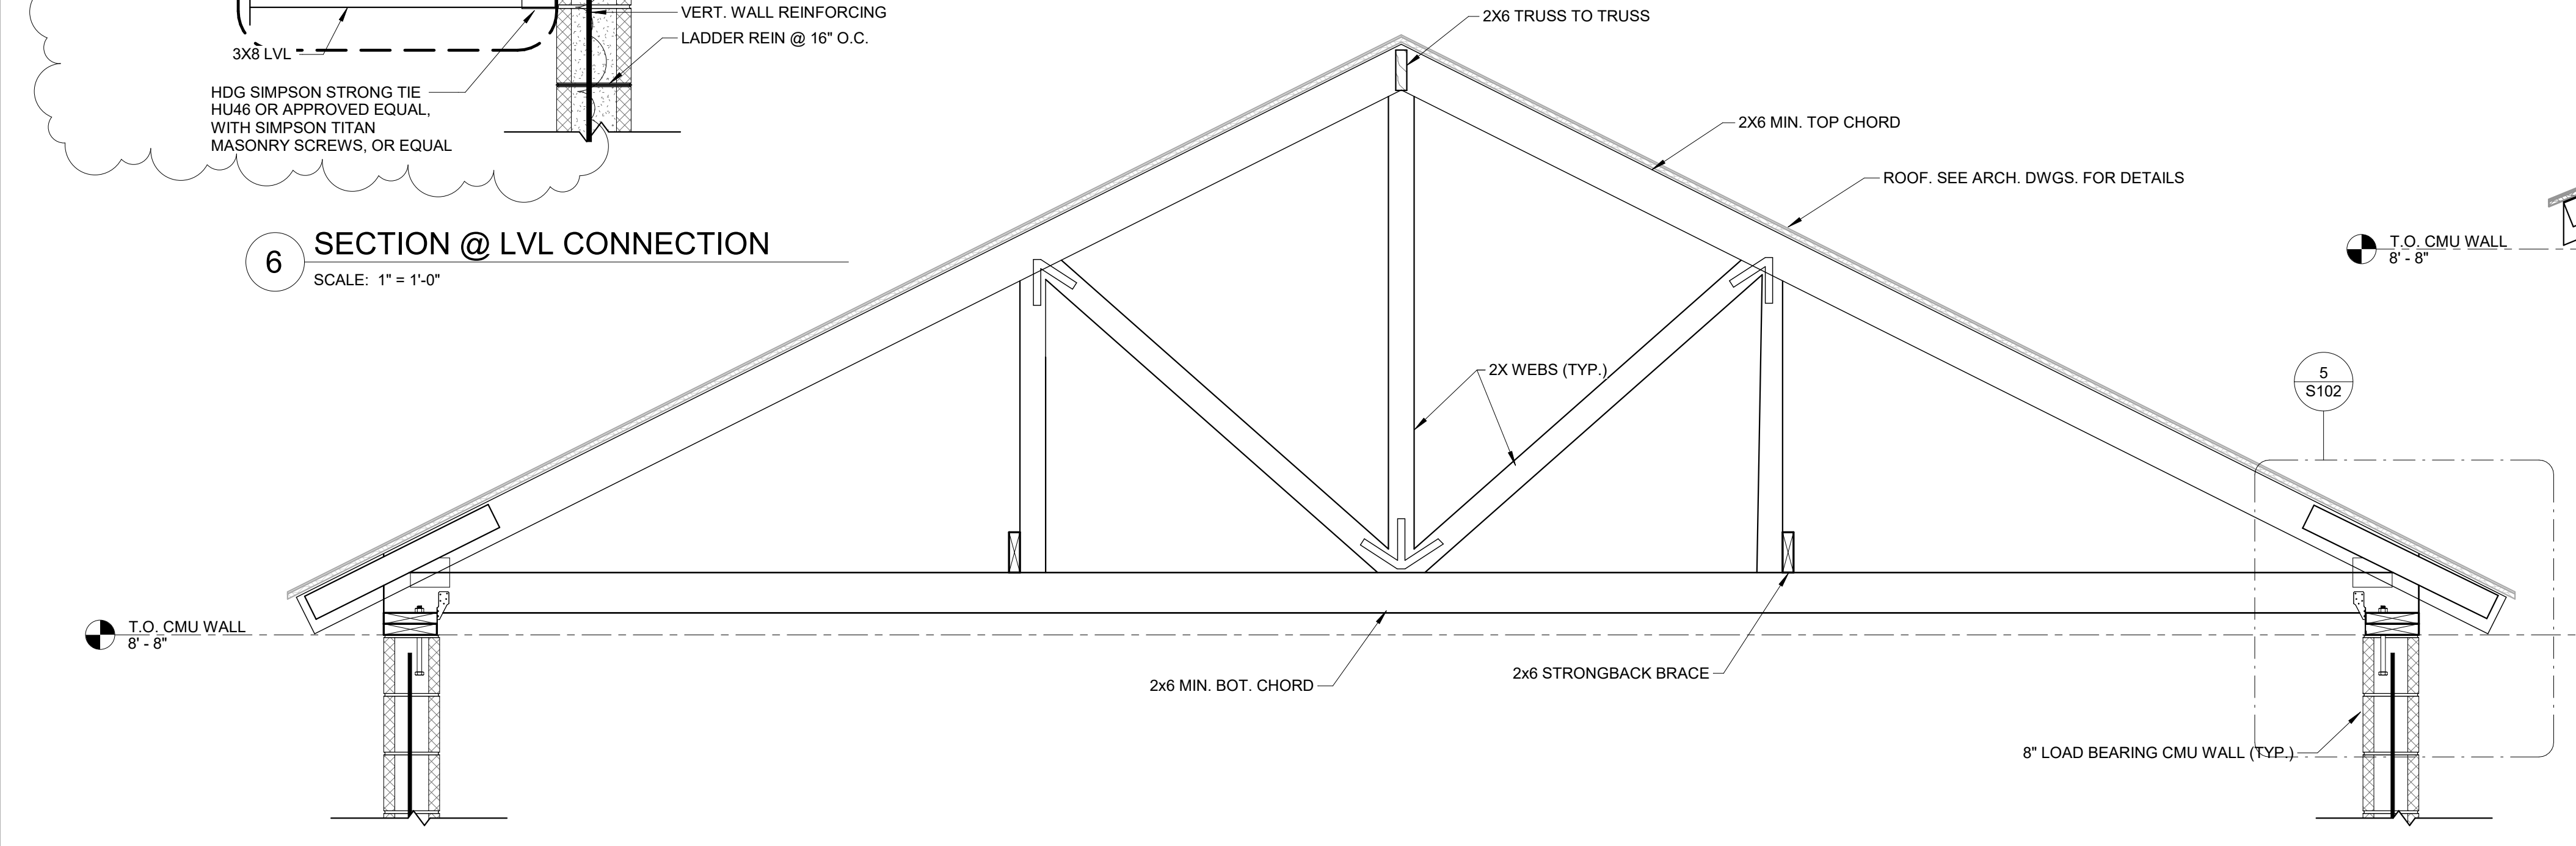 VERT. WALL REINFORCING
LADDER REIN @ 16" O.C.
3X8 LVL
HDG SIMPSON STRONG TIE
HU46 OR APPROVED EQUAL,
WITH SIMPSON TITAN
MASONRY SCREWS, OR EQUAL
6
SECTION @ LVL CONNECTION
SCALE: 1" = 1'-0"
2X6 TRUSS TO TRUSS
2X6 MIN. TOP CHORD
ROOF. SEE ARCH. DWGS. FOR DETAILS
T.O. CMU WALL
8' - 8"
2X WEBS (TYP.)
5
S102
T.O. CMU WALL
8' - 8"
2x6 MIN. BOT. CHORD
2x6 STRONGBACK BRACE
8" LOAD BEARING CMU WALL (TYP.)